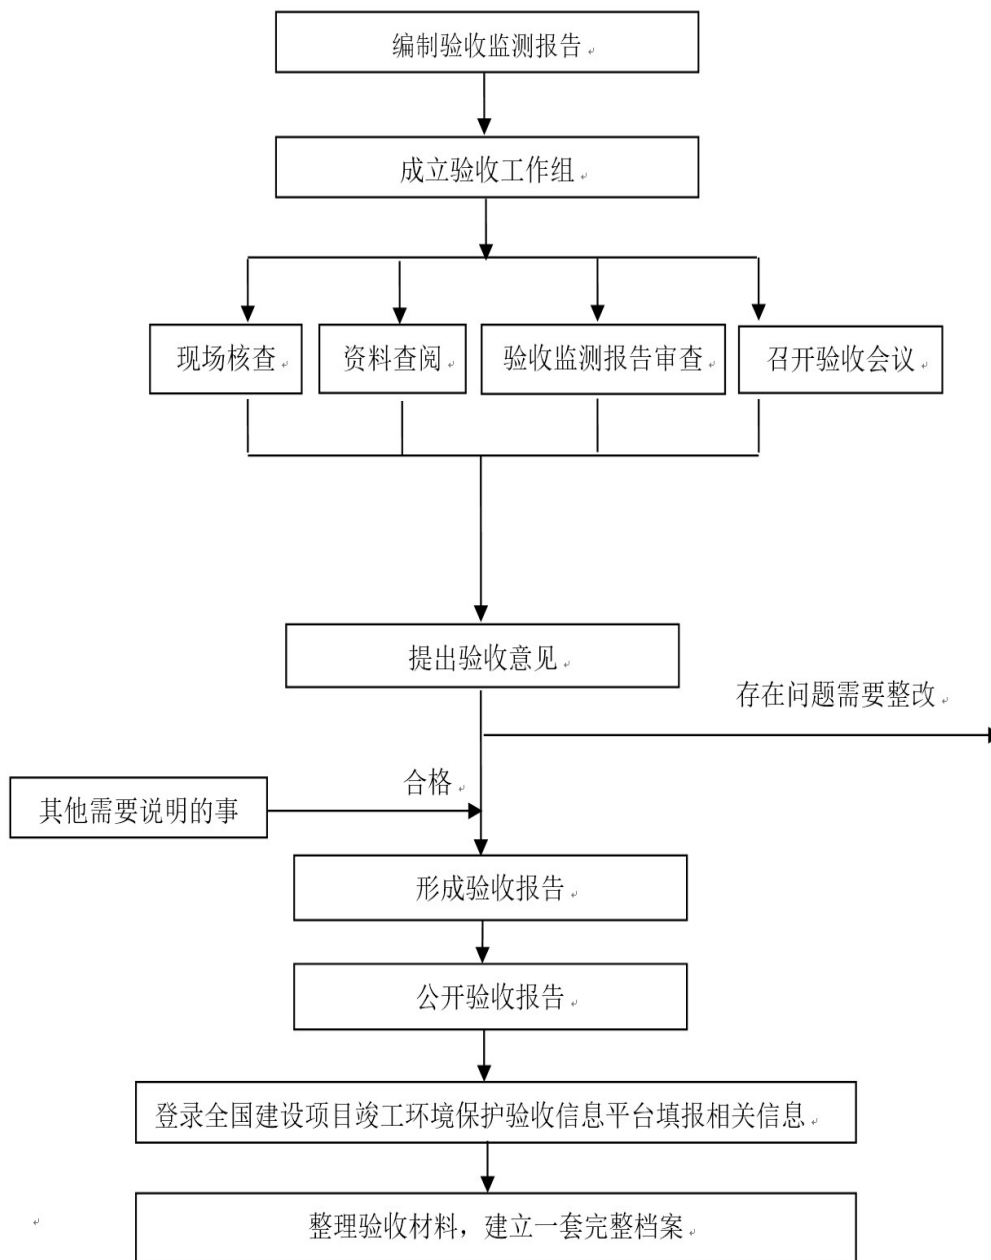 编制验收监测报告
成立验收工作组
现场核查
资料查阅
验收监测报告审查
召开验收会议
提出验收意见
存在问题需要整改
合格
其他需要说明的事
形成验收报告
公开验收报告
登录全国建设项目竣工环境保护验收信息平台填报相关信息
整理验收材料，建立一套完整档案